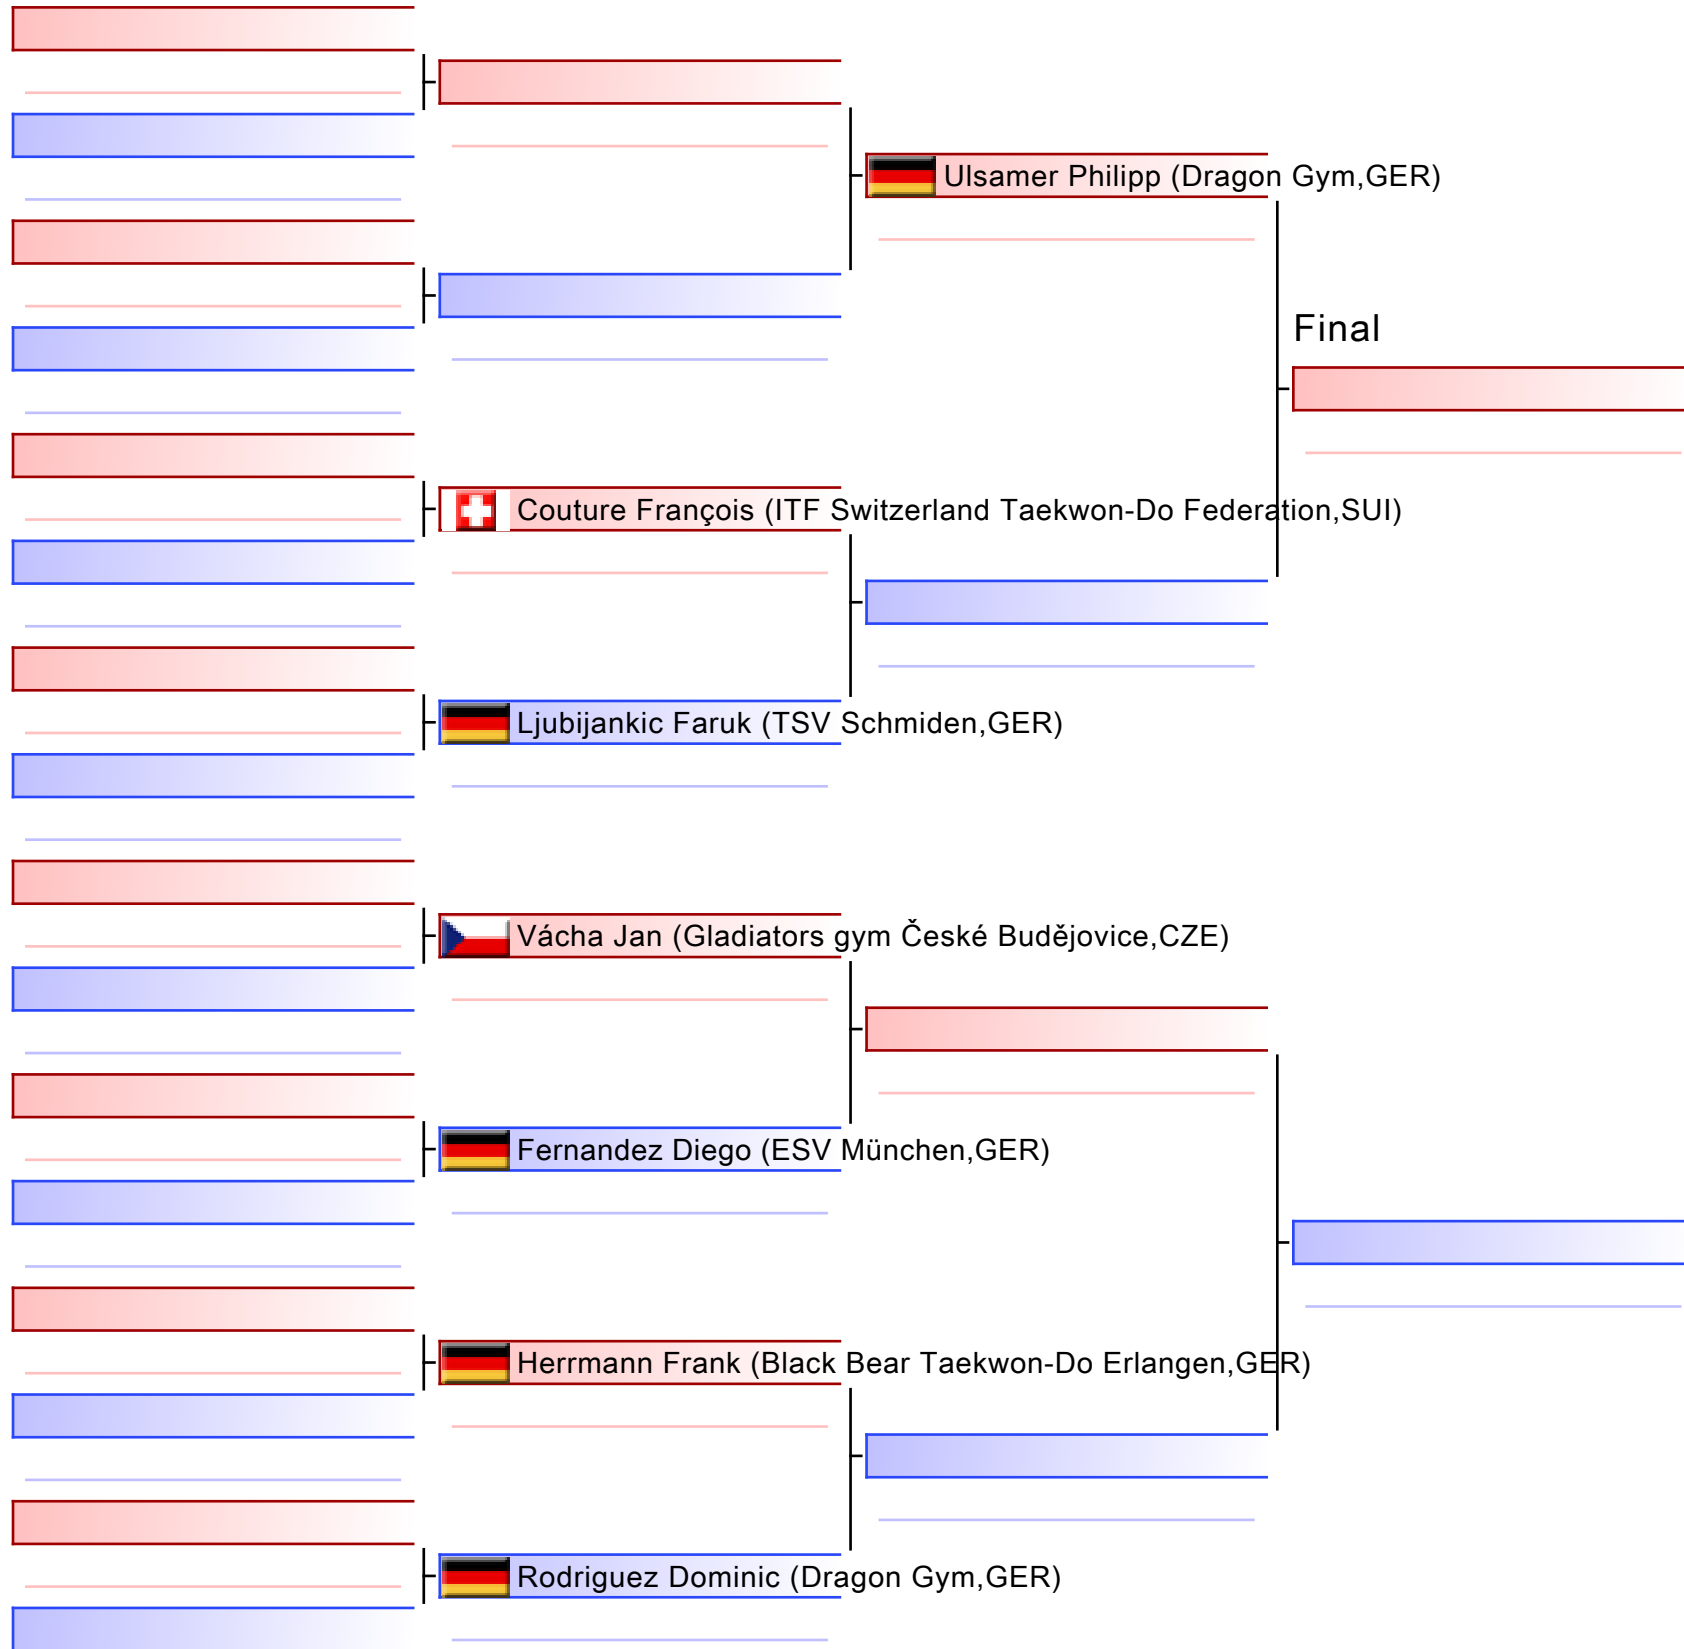 Ulsamer Philipp (Dragon Gym,GER)
Final
Couture François (ITF Switzerland Taekwon-Do Federation,SUI)
Ljubijankic Faruk (TSV Schmiden,GER)
Vácha Jan (Gladiators gym České Budějovice,CZE)
Fernandez Diego (ESV München,GER)
Herrmann Frank (Black Bear Taekwon-Do Erlangen,GER)
Rodriguez Dominic (Dragon Gym,GER)